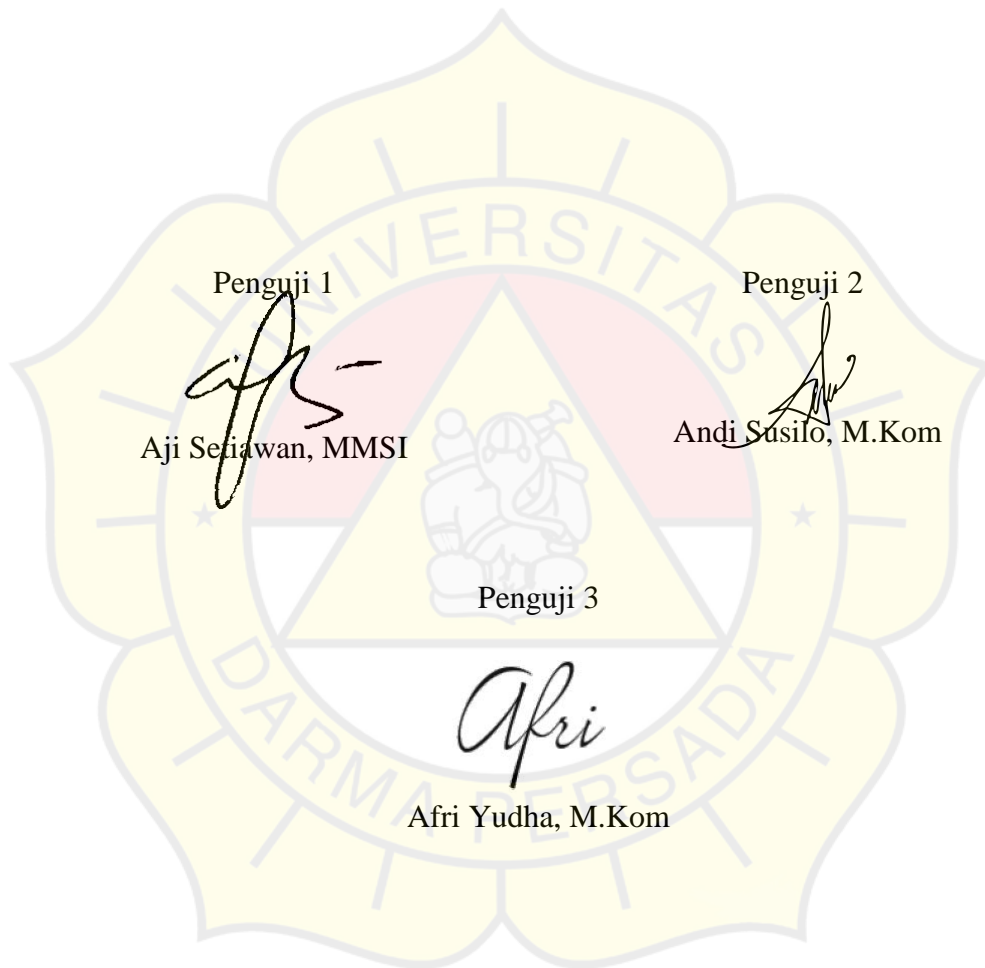 UNIVERSITAS
Penguji 1
Penguji 2
Aji Setiawan, MMSI
Andi Susilo, M.Kom
Penguji 3
Afri
Afri Yudha, M.Kom
DARMA PERSADA